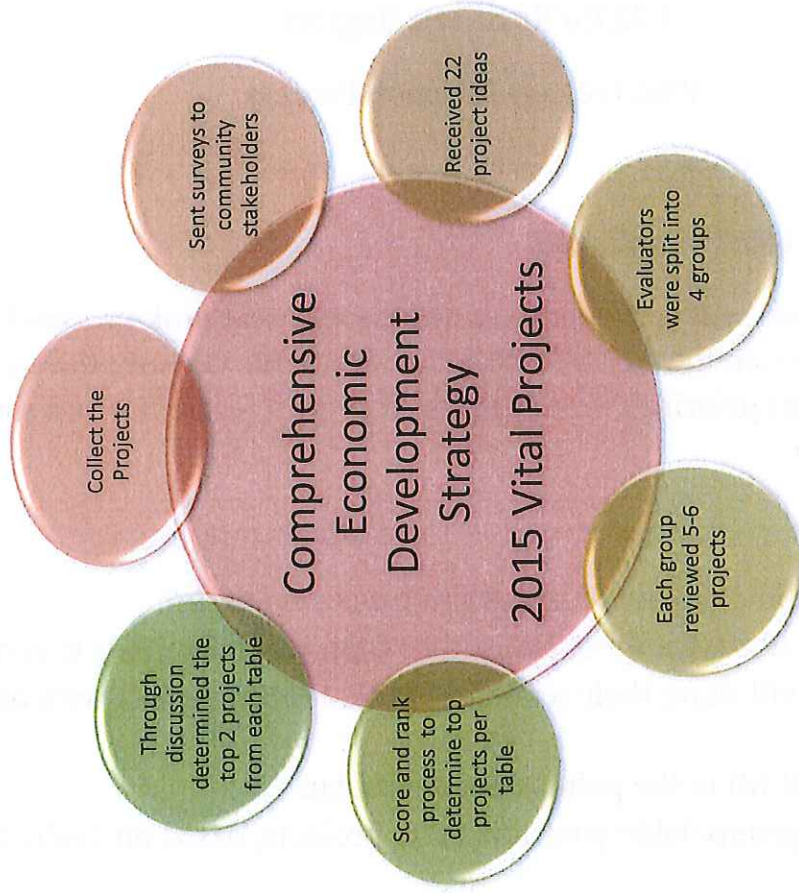 Comprehensive
Economic
Development
Strategy
2015 Vital Projects
Collect the
Projects
Sent surveys to
community
stakeholders
Received 22
project ideas
Evaluators
were split into
4 groups
Each group
reviewed 5-6
projects
Score and rank
process to
determine top
projects per
table
Through
discussion
determined the
top 2 projects
from each table